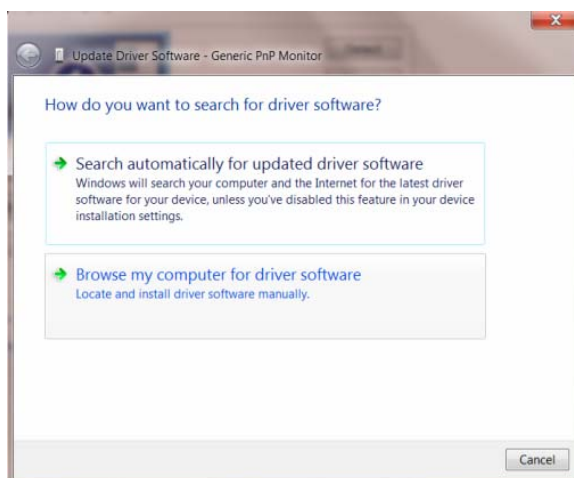 Update Driver Software - Generic PnP Monitor
How do you want to search for driver software?
Search automatically for updated driver software
Windows will search your computer and the Internet for the latest driver
software for your device, unless you've disabled this feature in your device
installation settings.
Browse my computer for driver software
Locate and install driver software manually.
Cancel